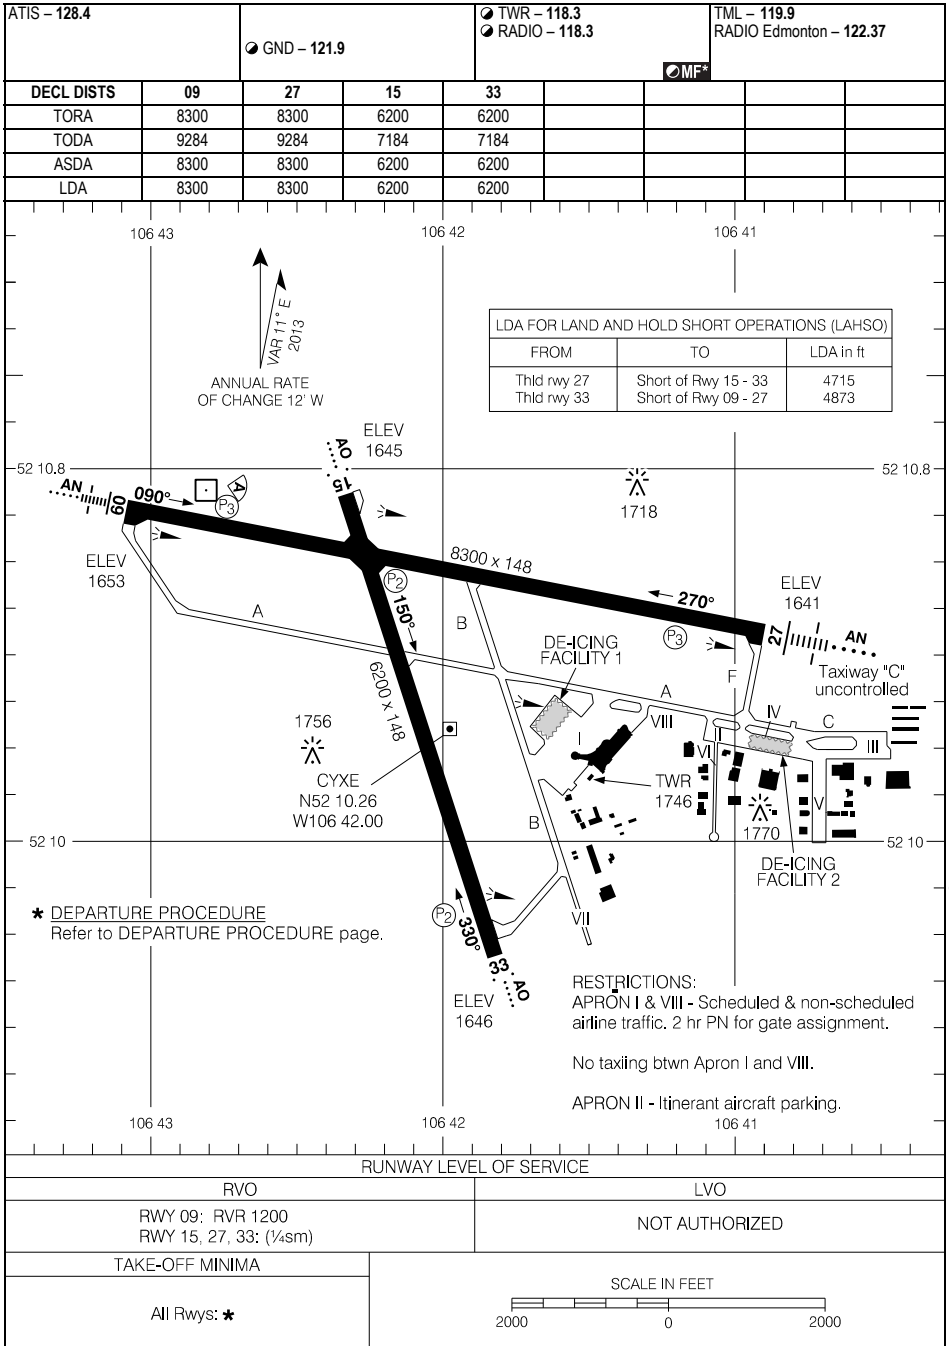 ATIS – 128.4
GND – 121.9
TWR – 118.3
RADIO – 118.3
MF*
TML – 119.9
RADIO Edmonton – 122.37
DECL DISTS 09 27 15 33
TORA 8300 8300 6200 6200
TODA 9284 9284 7184 7184
ASDA 8300 8300 6200 6200
LDA 8300 8300 6200 6200
106 43 106 42 106 41
VAR 11° E
2013
ANNUAL RATE
OF CHANGE 12' W
LDA FOR LAND AND HOLD SHORT OPERATIONS (LAHSO)
FROM TO LDA in ft
Thld rwy 27 Short of Rwy 15 - 33 4715
Thld rwy 33 Short of Rwy 09 - 27 4873
ELEV
1645
AO
15
52 10.8 52 10.8
AN
09
090°
P3
A
1718
ELEV
1653
8300 x 148
P2
150°
270°
ELEV
1641
27
AN
P3
A
B
DE-ICING
FACILITY 1
F
Taxiway "C"
uncontrolled
6200 x 148
A
1756
VIII
II
IV
C
III
I
VI
CYXE
N52 10.26
W106 42.00
TWR
1746
V
B
1770
52 10 52 10
DE-ICING
FACILITY 2
* DEPARTURE PROCEDURE
Refer to DEPARTURE PROCEDURE page.
P2
330°
VII
33
AO
ELEV
1646
RESTRICTIONS:
APRON I & VIII - Scheduled & non-scheduled
airline traffic. 2 hr PN for gate assignment.
No taxiing btwn Apron I and VIII.
APRON II - Itinerant aircraft parking.
106 43 106 42 106 41
RUNWAY LEVEL OF SERVICE
RVO LVO
RWY 09: RVR 1200
RWY 15, 27, 33: (¼sm)
NOT AUTHORIZED
TAKE-OFF MINIMA
All Rwys: *
SCALE IN FEET
2000 0 2000